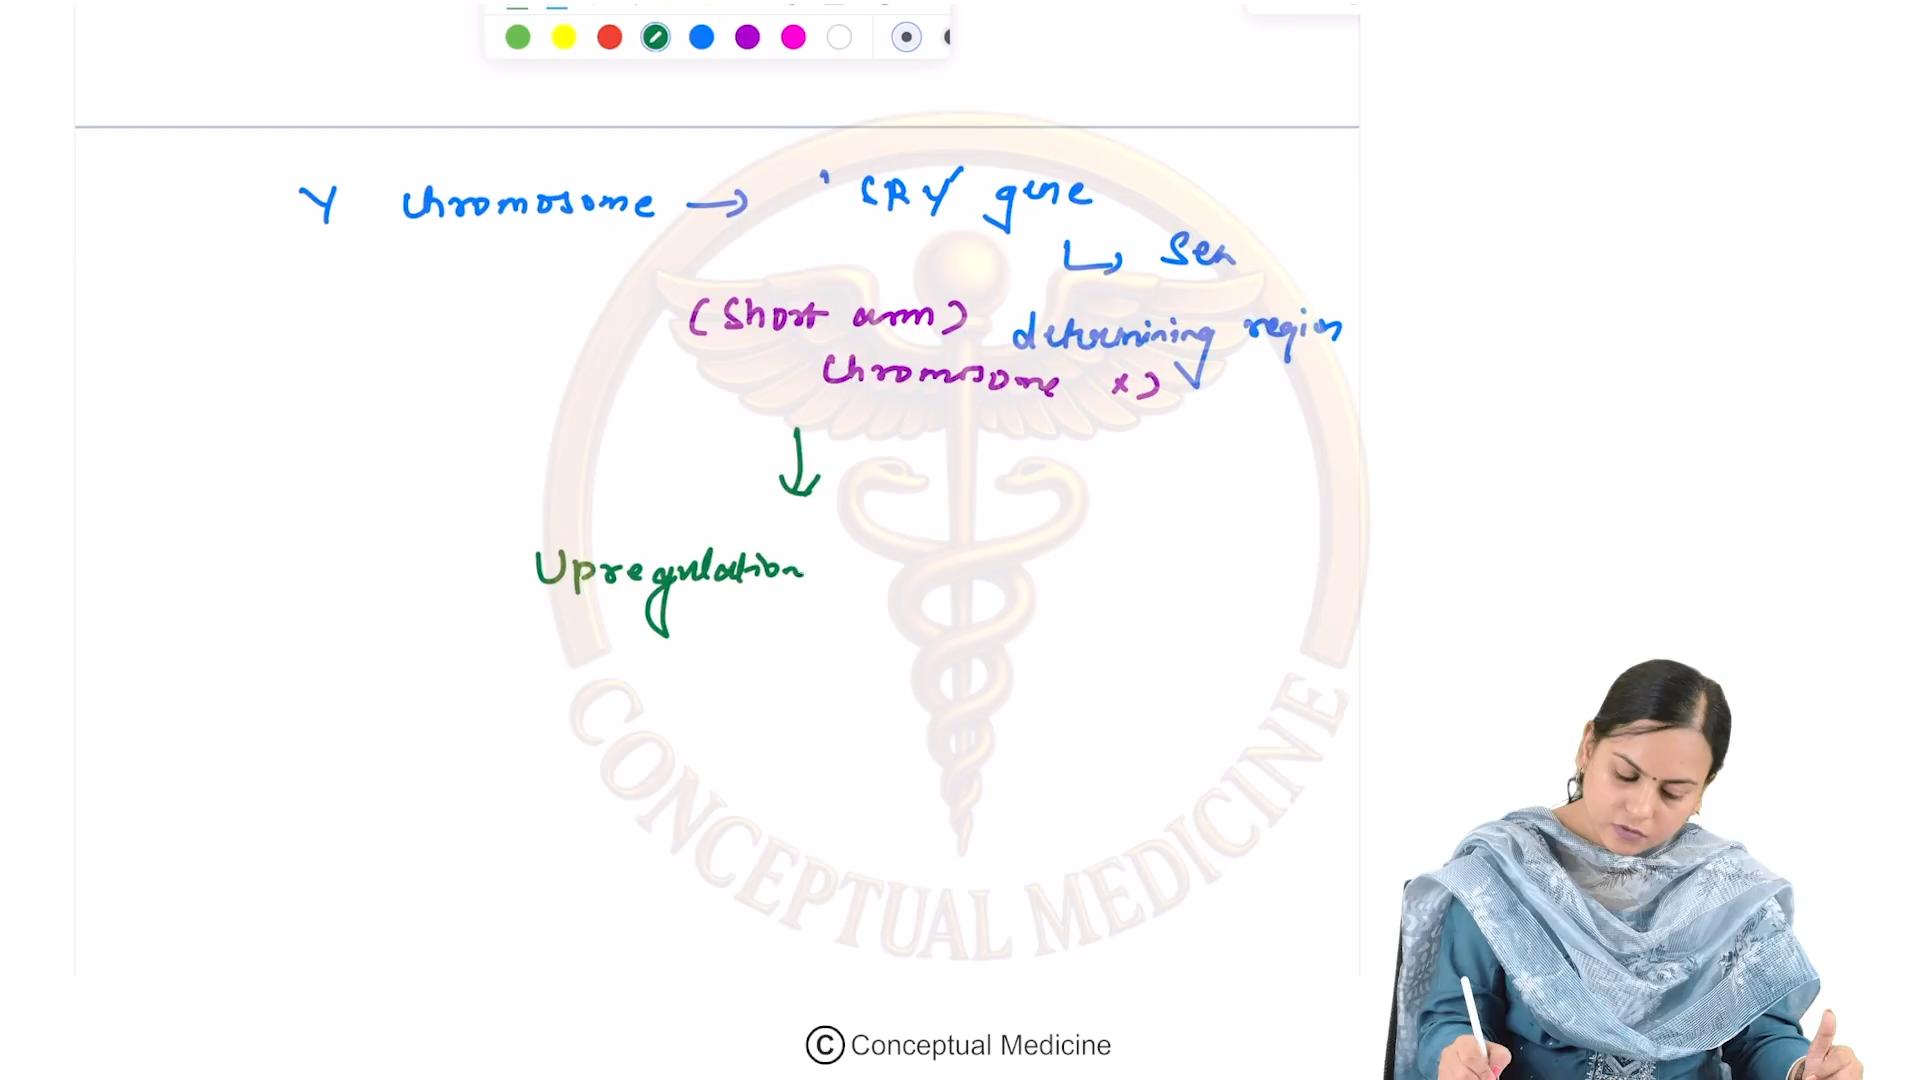 Y chromosome → 'SRY gene
↳ Sex
(Short arm)
determining region
Chromosome x) Y
↓
Upregulation
CONCEPTUAL MEDICINE
© Conceptual Medicine